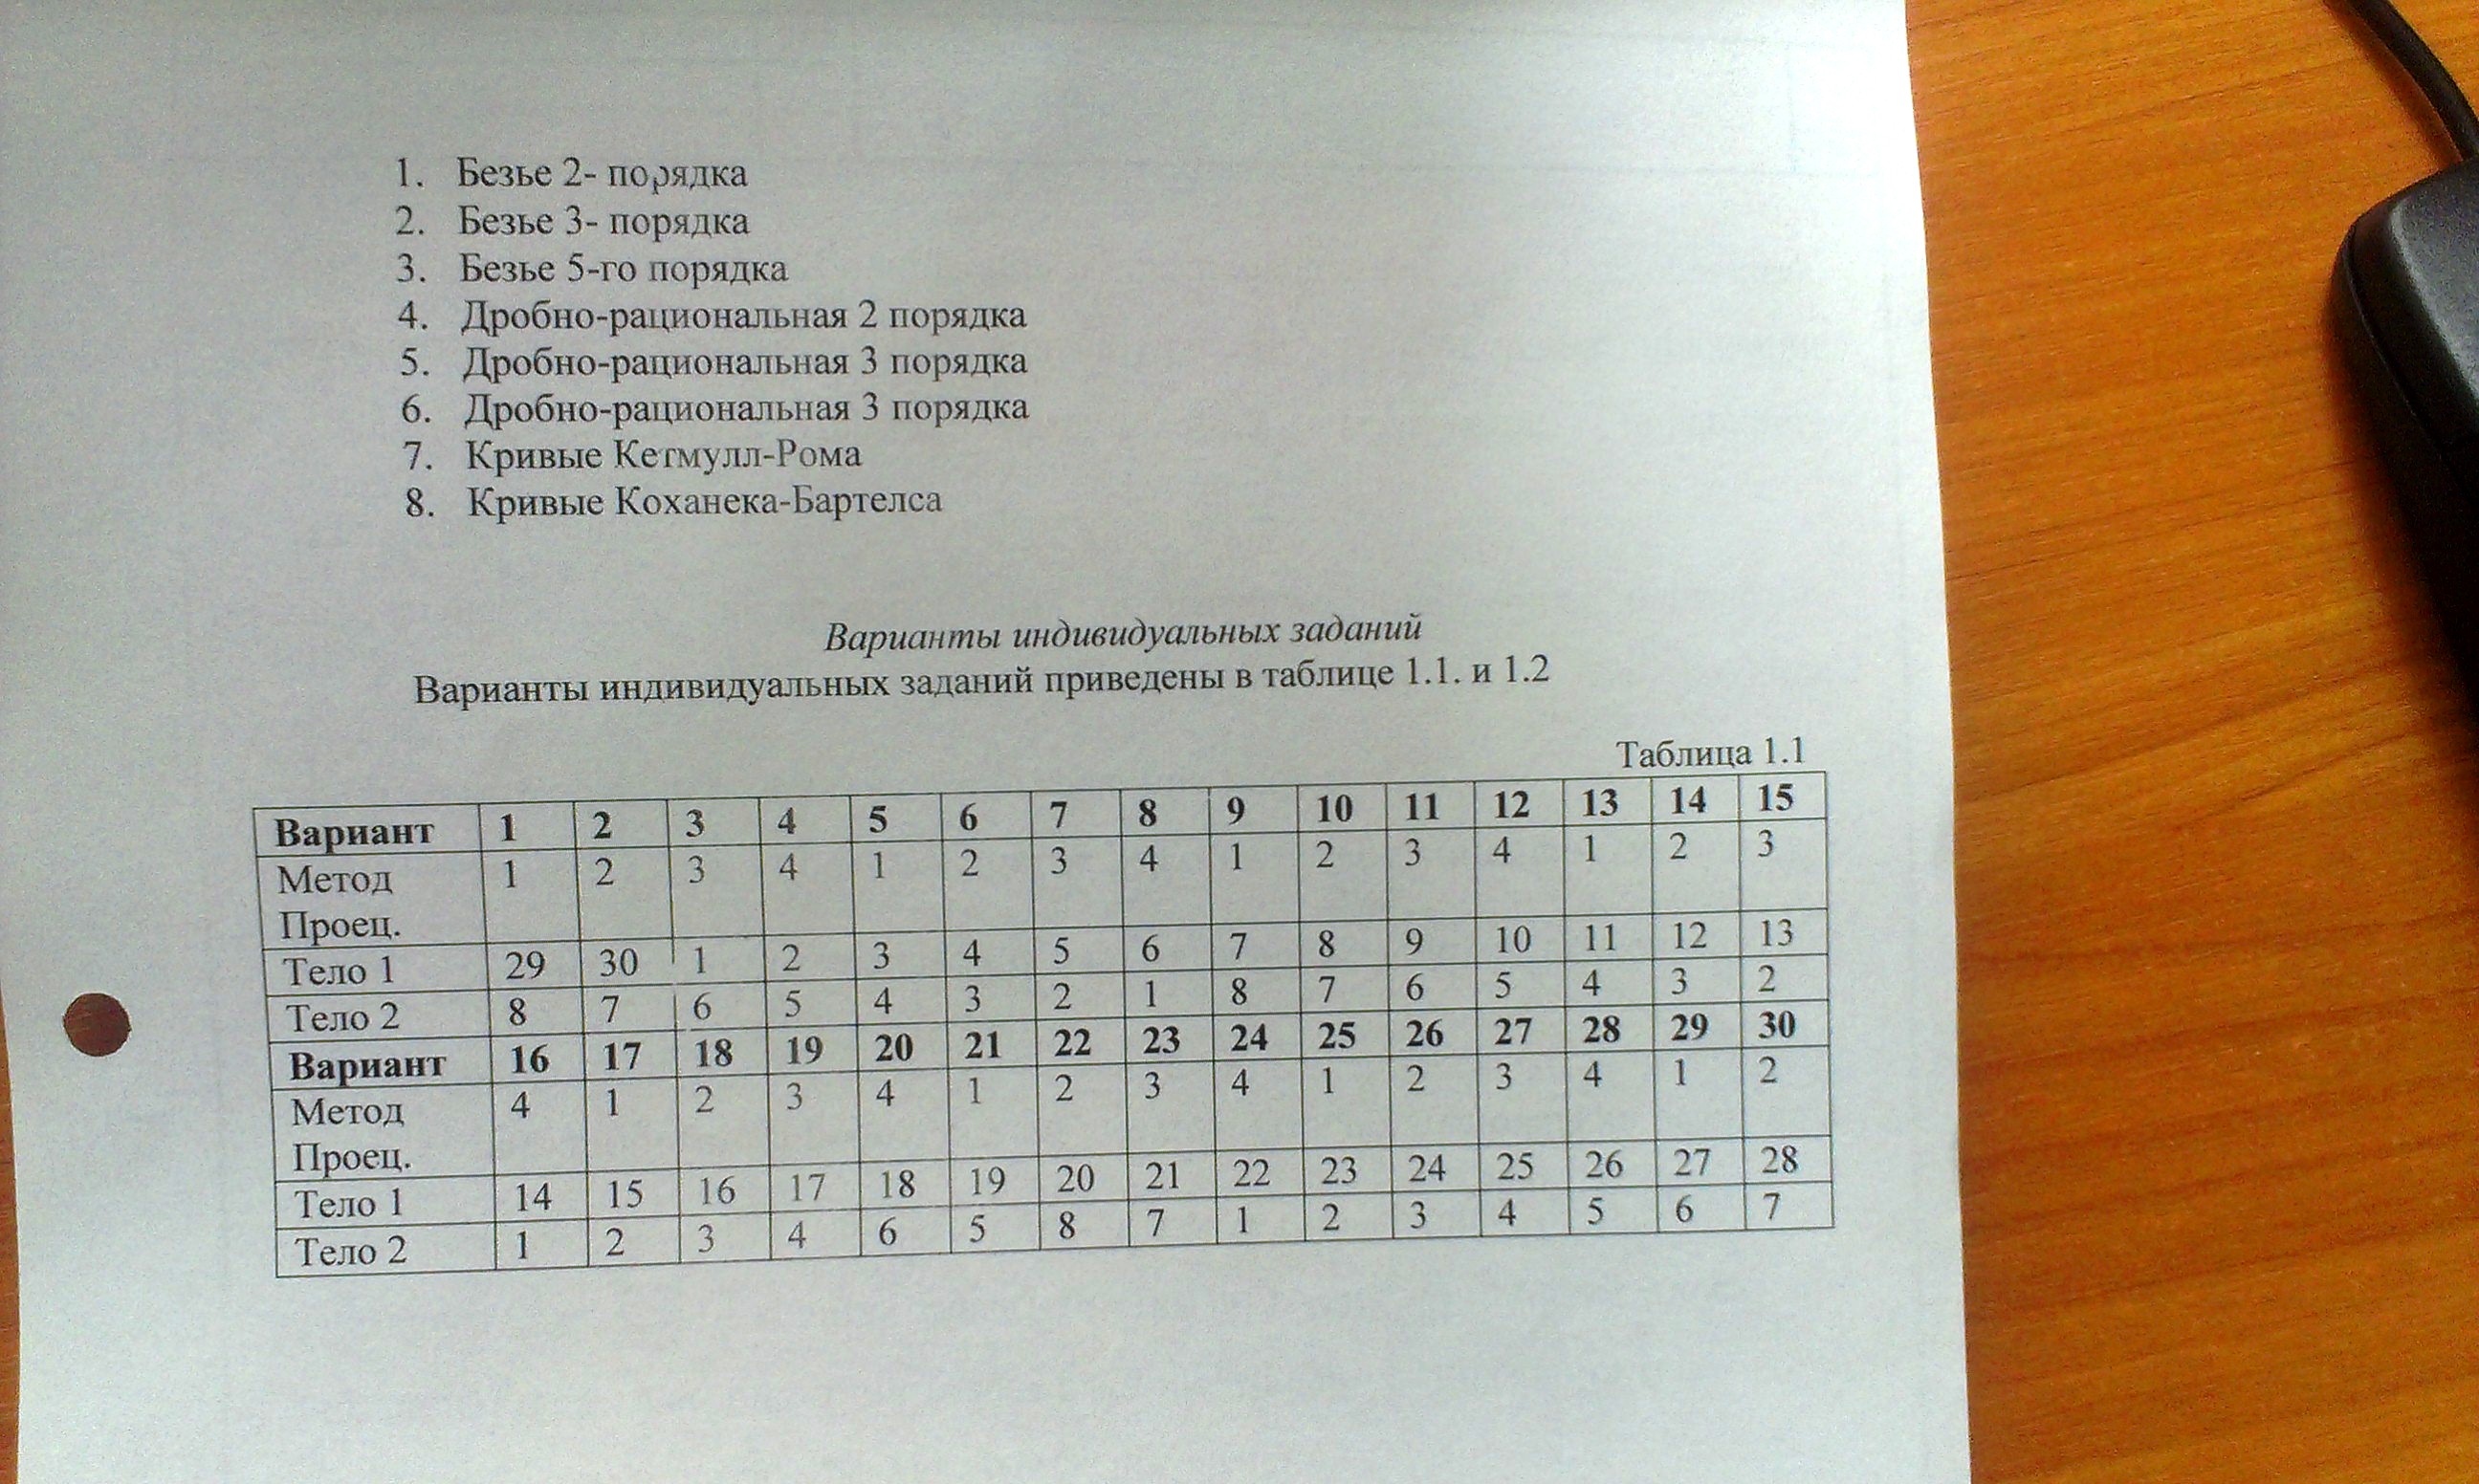 1. Безье 2- порядка
2. Безье 3- порядка
3. Безье 5-го порядка
4. Дробно-рациональная 2 порядка
5. Дробно-рациональная 3 порядка
6. Дробно-рациональная 3 порядка
7. Кривые Кетмулл-Рома
8. Кривые Коханека-Бартелса
Варианты индивидуальных заданий
Варианты индивидуальных заданий приведены в таблице 1.1. и 1.2
Таблица 1.1
Вариант 1 2 3 4 5 6 7 8 9 10 11 12 13 14 15
Метод 1 2 3 4 1 2 3 4 1 2 3 4 1 2 3
Проец.
Тело 1 29 30 1 2 3 4 5 6 7 8 9 10 11 12 13
Тело 2 8 7 6 5 4 3 2 1 8 7 6 5 4 3 2
Вариант 16 17 18 19 20 21 22 23 24 25 26 27 28 29 30
Метод 4 1 2 3 4 1 2 3 4 1 2 3 4 1 2
Проец.
Тело 1 14 15 16 17 18 19 20 21 22 23 24 25 26 27 28
Тело 2 1 2 3 4 6 5 8 7 1 2 3 4 5 6 7